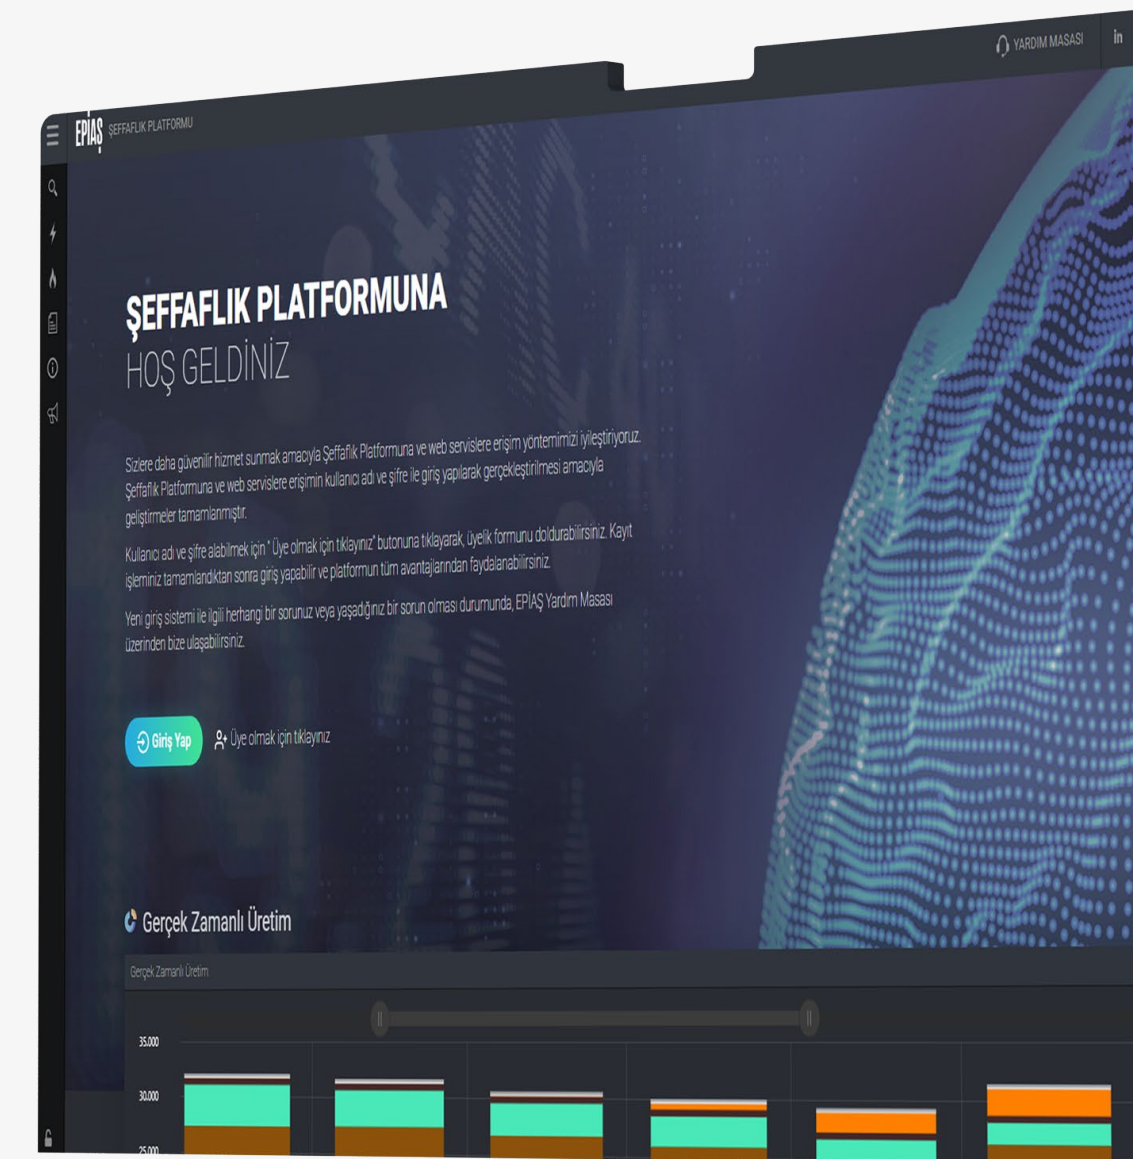 YARDIM MASASI
in
EPİAŞ ŞEFFAFLIK PLATFORMU
ŞEFFAFLIK PLATFORMUNA
HOŞ GELDİNİZ
Sizlere daha güvenilir hizmet sunmak amacıyla Şeffaflık Platformuna ve web servislere erişim yöntemimizi iyileştiriyoruz.
Şeffaflık Platformuna ve web servislere erişimin kullanıcı adı ve şifre ile giriş yapılarak gerçekleştirilmesi amacıyla
geliştirmeler tamamlanmıştır.
Kullanıcı adı ve şifre alabilmek için " Üye olmak için tıklayınız" butonuna tıklayarak, üyelik formunu doldurabilirsiniz. Kayıt
işleminiz tamamlandıktan sonra giriş yapabilir ve platformun tüm avantajlarından faydalanabilirsiniz.
Yeni giriş sistemi ile ilgili herhangi bir sorunuz veya yaşadığınız bir sorun olması durumunda, EPİAŞ Yardım Masası
üzerinden bize ulaşabilirsiniz.
Giriş Yap Üye olmak için tıklayınız
Gerçek Zamanlı Üretim
Gerçek Zamanlı Üretim
35.000
30.000
25.000